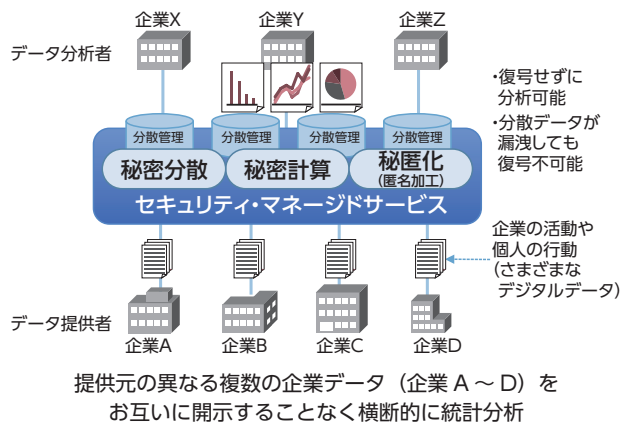 企業X
企業Y
企業Z
データ分析者
・復号せずに
分析可能
・分散データが
漏洩しても
復号不可能
分散管理
分散管理
分散管理
分散管理
秘密分散
秘密計算
秘匿化
(匿名加工)
セキュリティ・マネージドサービス
企業の活動や
個人の行動
(さまざまな
デジタルデータ)
データ提供者
企業A
企業B
企業C
企業D
提供元の異なる複数の企業データ（企業 A ～ D）を
お互いに開示することなく横断的に統計分析